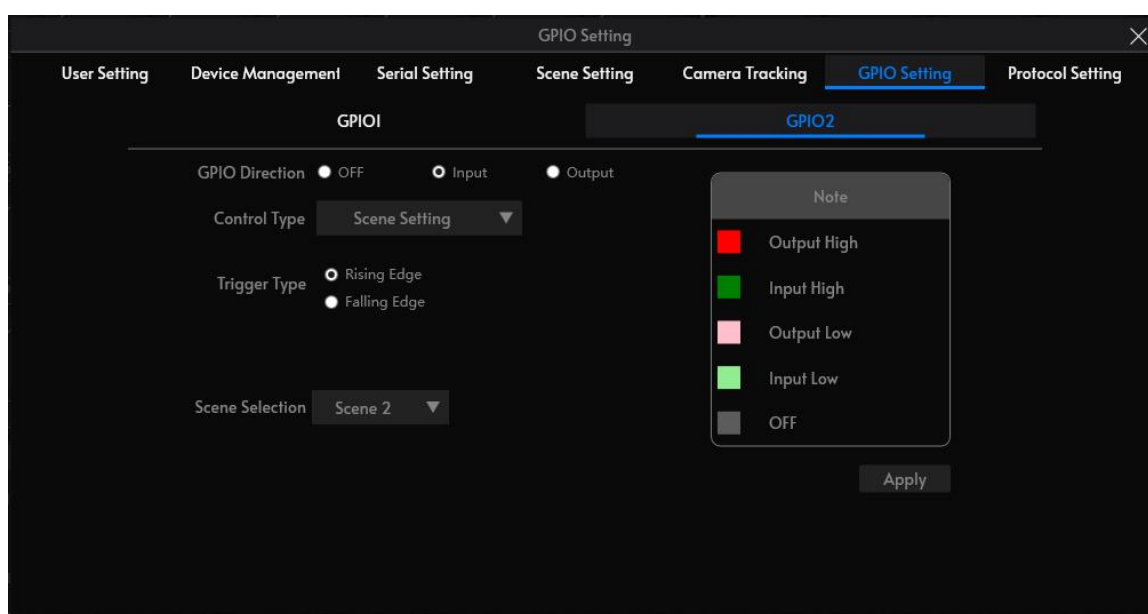 GPIO Setting
User Setting Device Management Serial Setting Scene Setting Camera Tracking GPIO Setting Protocol Setting
GPIO1 GPIO2
GPIO Direction OFF Input Output
Note
Control Type Scene Setting
Output High
Trigger Type Rising Edge
Input High
Falling Edge
Output Low
Input Low
Scene Selection Scene 2
OFF
Apply